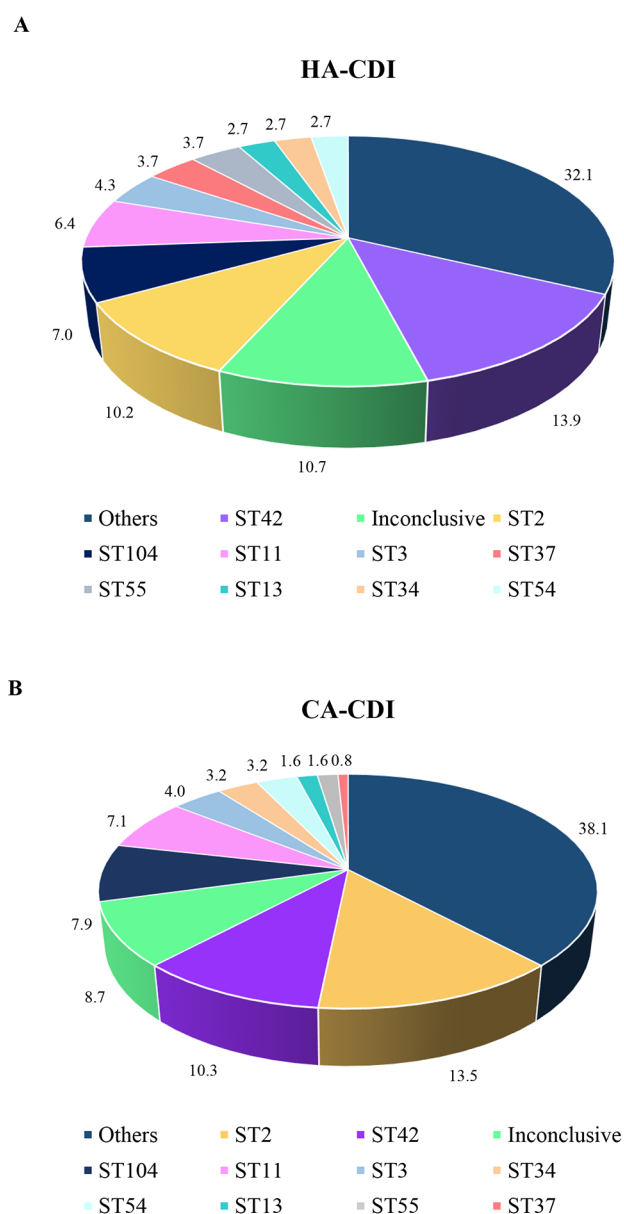 A
HA-CDI
2.7 2.7 2.7
3.7
3.7
4.3
6.4
7.0
10.2
10.7
13.9
32.1
Others ST42 Inconclusive ST2
ST104 ST11 ST3 ST37
ST55 ST13 ST34 ST54
B
CA-CDI
3.2 3.2 1.6 1.6 0.8
4.0
7.1
7.9
8.7
10.3
13.5
38.1
Others ST2 ST42 Inconclusive
ST104 ST11 ST3 ST34
ST54 ST13 ST55 ST37